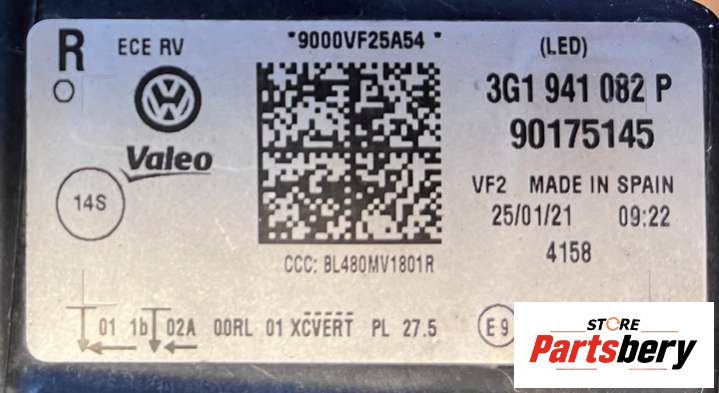 R
ECE RV
*9000VF25A54*
(LED)
3G1 941 082 P
90175145
Valeo
VF2 MADE IN SPAIN
14S
25/01/21 09:22
4158
CCC: BL480MV1801R
01 1b 02A 00RL 01 XCVERT PL 27.5
E 9
STORE
Partsbery